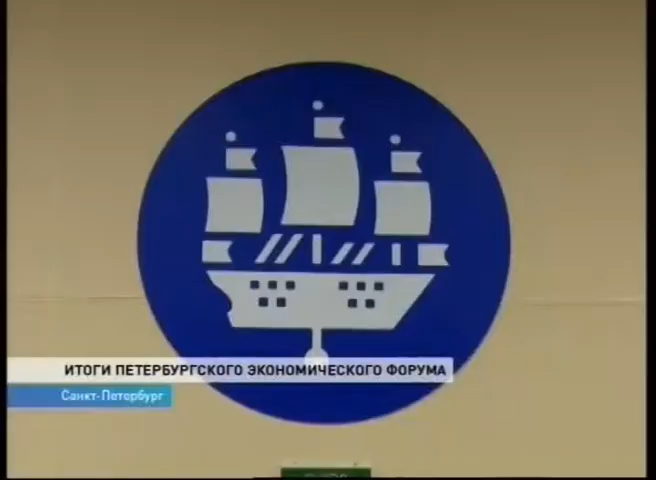 ИТОГИ ПЕТЕРБУРГСКОГО ЭКОНОМИЧЕСКОГО ФОРУМА
Санкт-Петербург